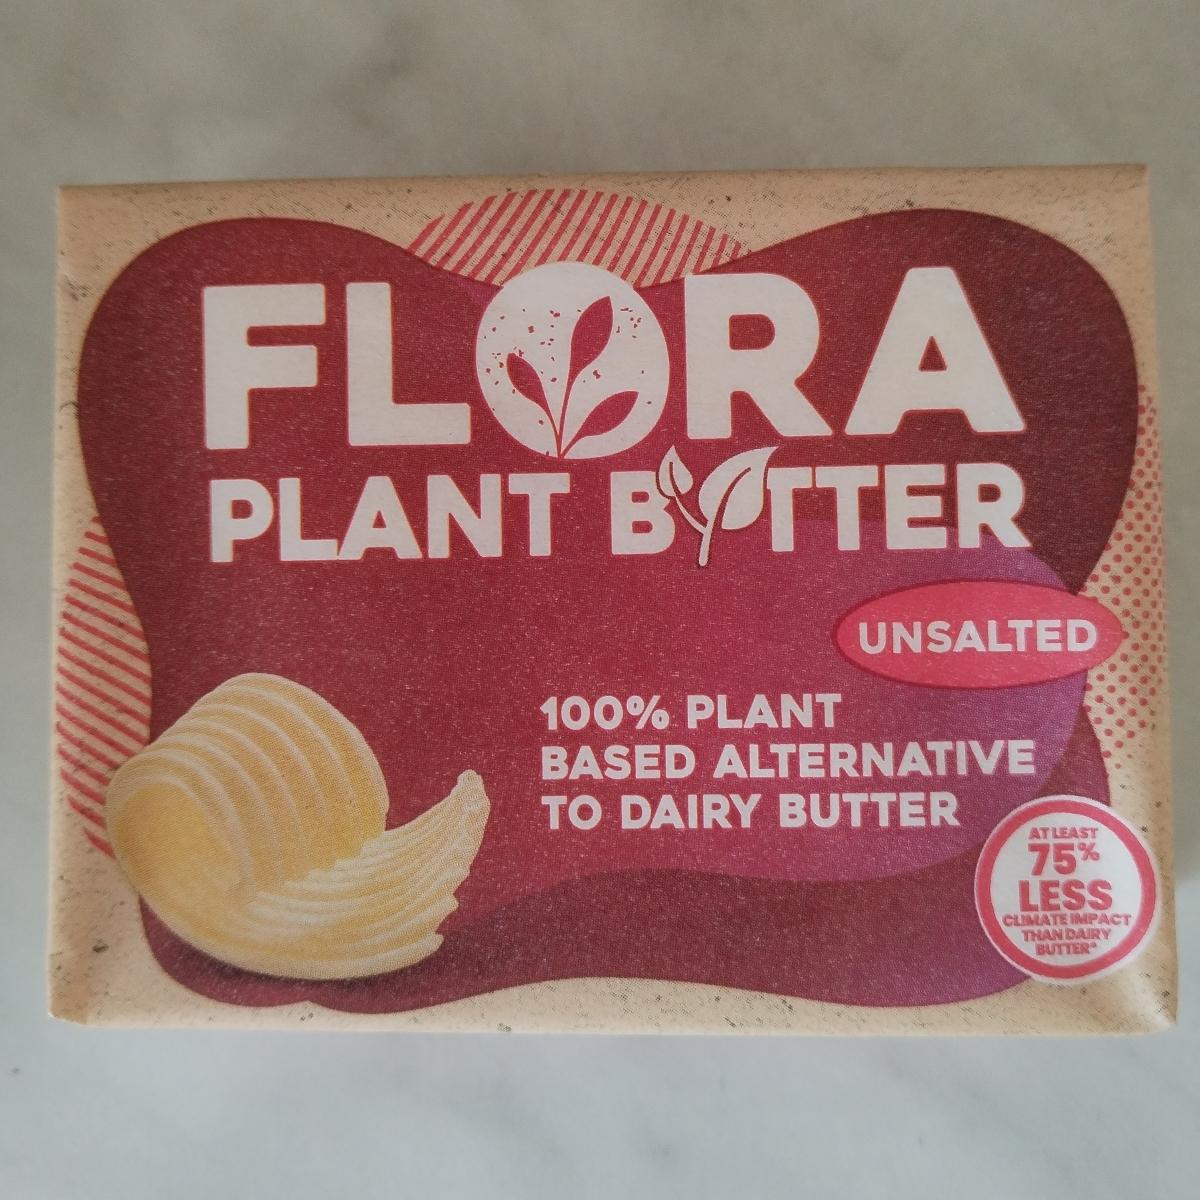 FLORA
PLANT BUTTER
UNSALTED
100% PLANT
BASED ALTERNATIVE
TO DAIRY BUTTER
AT LEAST
75%
LESS
CLIMATE IMPACT
THAN DAIRY
BUTTER*